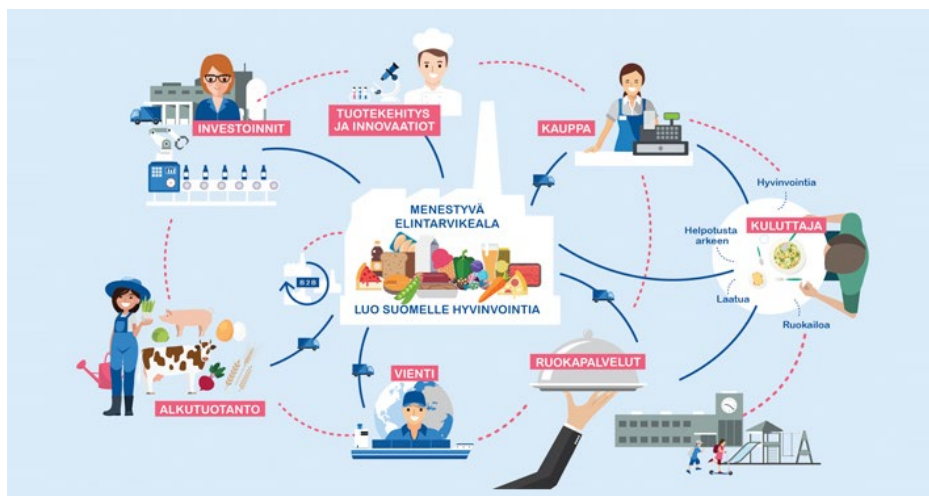 INVESTOINNIT
TUOTEKEHITYS
JA INNOVAATIOT
KAUPPA
Hyvinvointia
KULUTTAJA
Helpotusta
arkeen
Laatua
Ruokailoa
MENESTYVÄ
ELINTARVIKEALA
B2B
LUO SUOMELLE HYVINVOINTIA
ALKUTUOTANTO
VIENTI
RUOKAPALVELUT